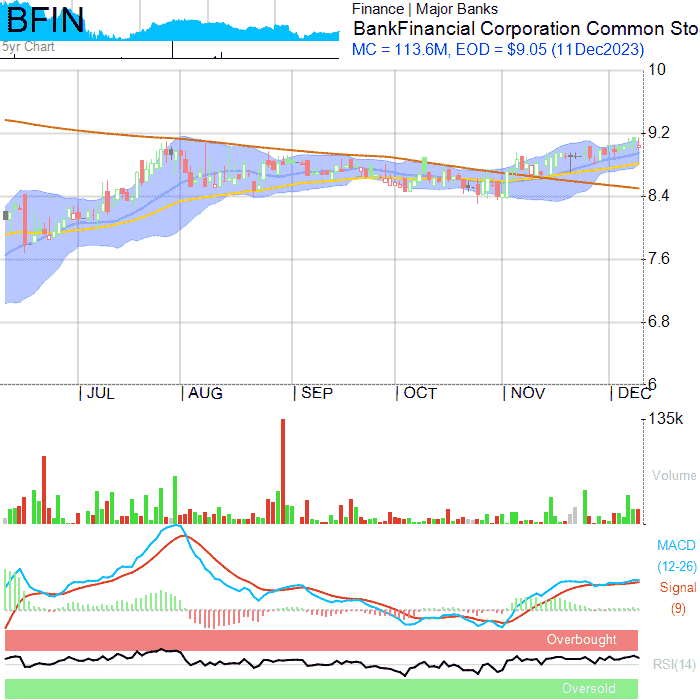 BFIN
5yr Chart
Finance | Major Banks
BankFinancial Corporation Common Sto
MC = 113.6M, EOD = $9.05 (11Dec2023)
10
9.2
8.4
7.6
6.8
6
JUL AUG SEP OCT NOV DEC
135k
Volume
MACD
(12-26)
Signal
(9)
Overbought
RSI(14)
Oversold